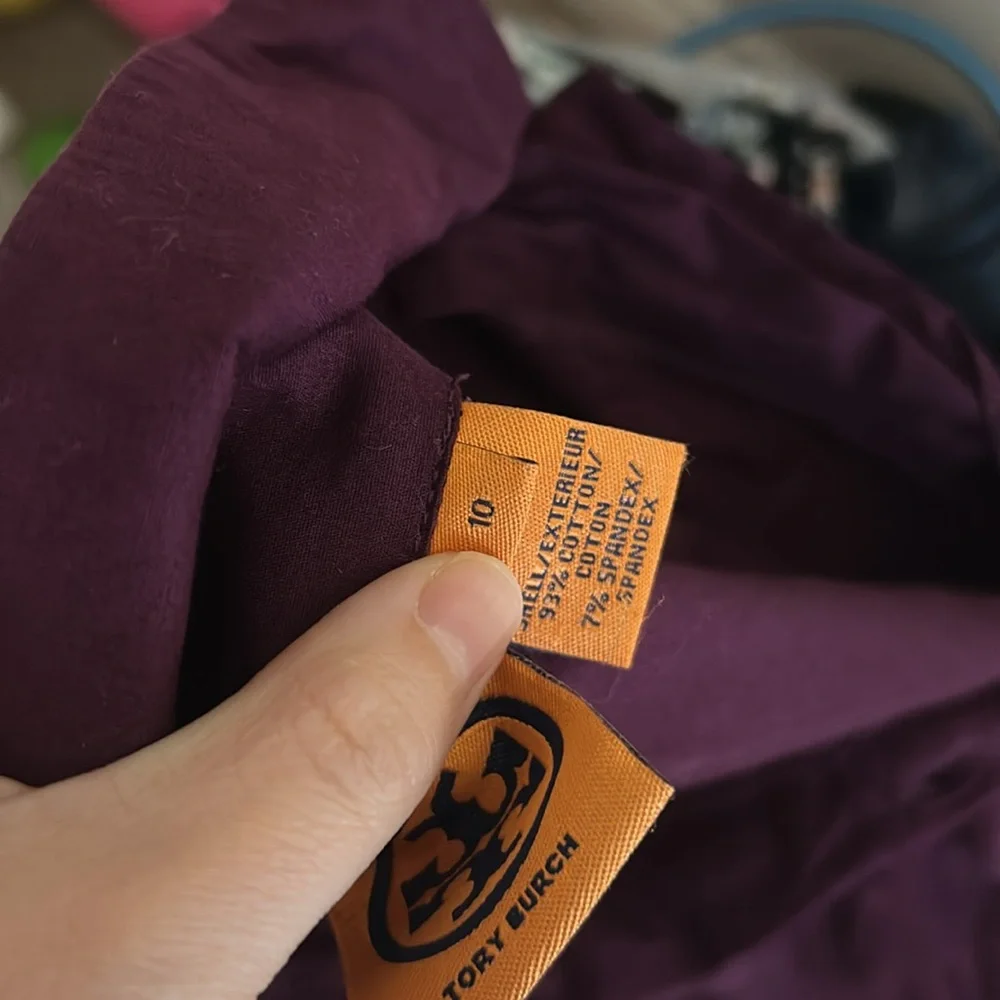 10
SHELL/EXTERIEUR
93% COTTON/
COTON
7% SPANDEX/
SPANDEX
TORY BURCH